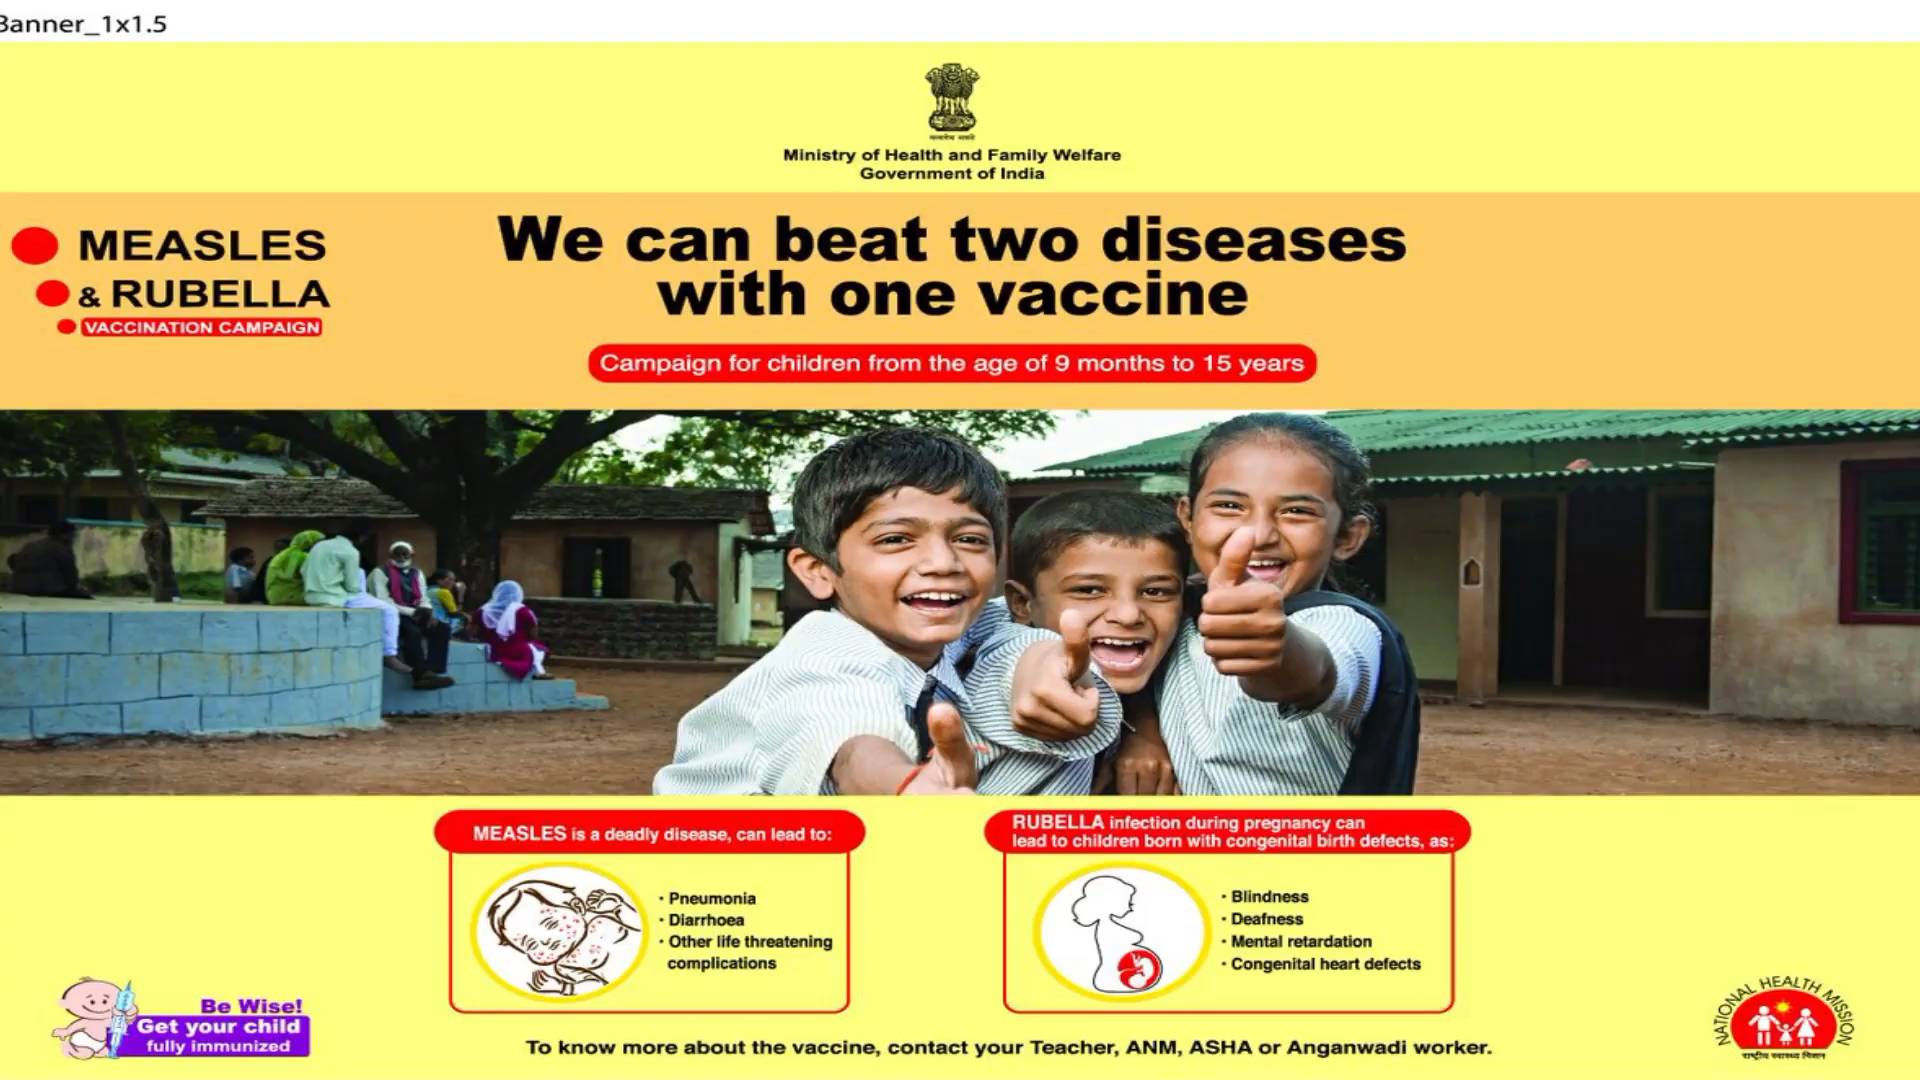 Banner_1x1.5
सत्यमेव जयते
Ministry of Health and Family Welfare
Government of India
MEASLES
& RUBELLA
VACCINATION CAMPAIGN
We can beat two diseases
with one vaccine
Campaign for children from the age of 9 months to 15 years
MEASLES is a deadly disease, can lead to:
· Pneumonia
· Diarrhoea
· Other life threatening
complications
RUBELLA infection during pregnancy can
lead to children born with congenital birth defects, as:
· Blindness
· Deafness
· Mental retardation
· Congenital heart defects
Be Wise!
Get your child
fully immunized
To know more about the vaccine, contact your Teacher, ANM, ASHA or Anganwadi worker.
NATIONAL HEALTH MISSION
राष्ट्रीय स्वास्थ्य मिशन